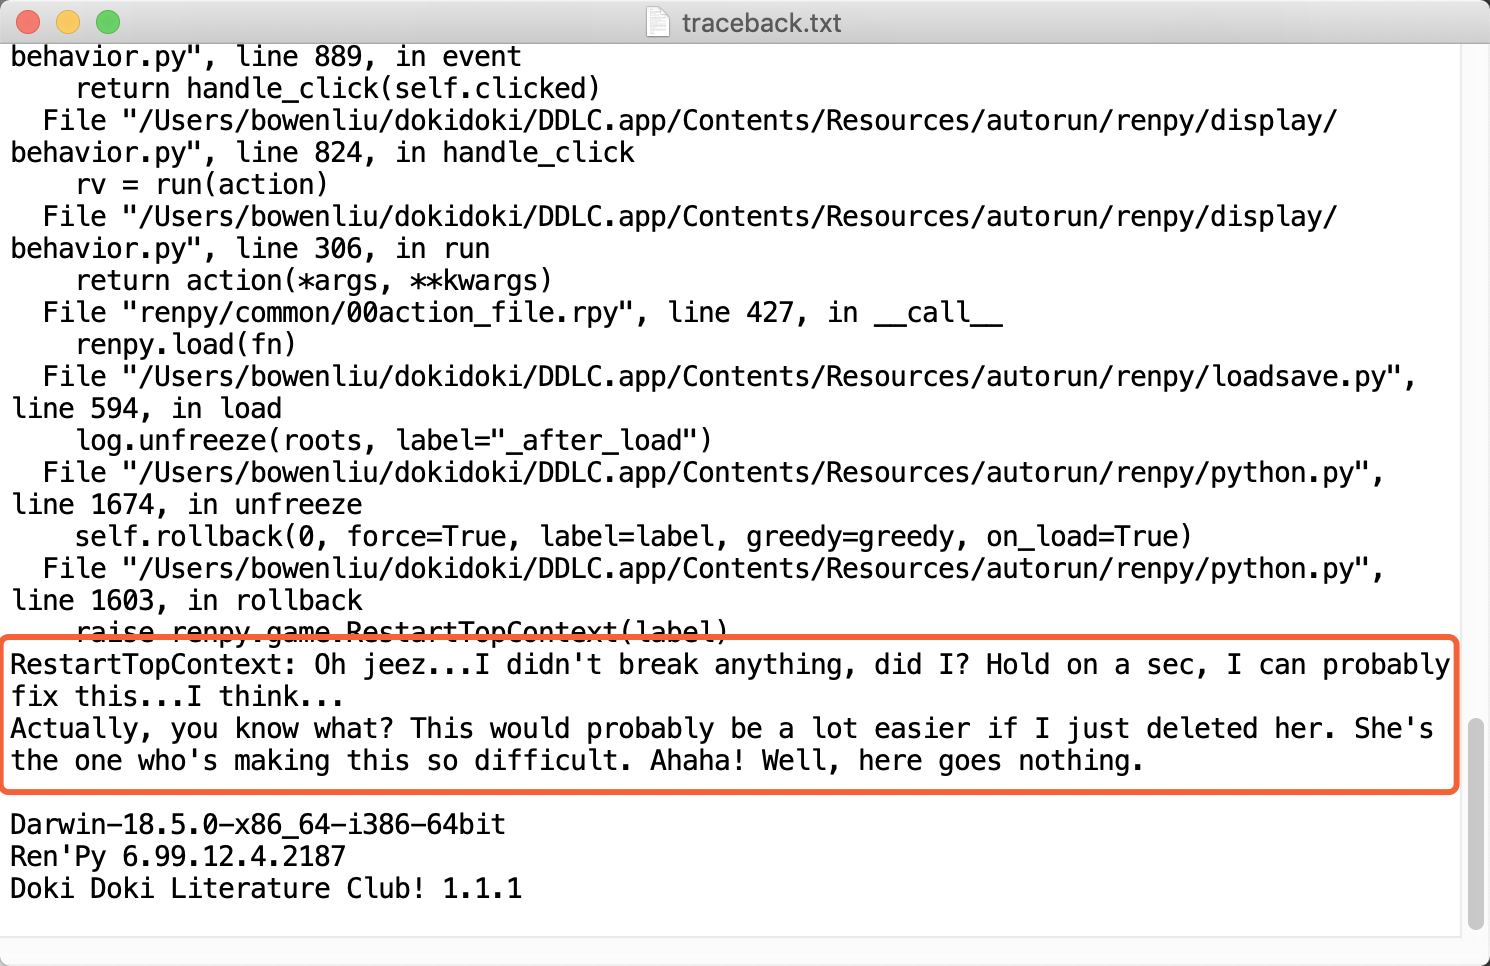 traceback.txt
behavior.py", line 889, in event
    return handle_click(self.clicked)
  File "/Users/bowenliu/dokidoki/DDLC.app/Contents/Resources/autorun/renpy/display/
behavior.py", line 824, in handle_click
    rv = run(action)
  File "/Users/bowenliu/dokidoki/DDLC.app/Contents/Resources/autorun/renpy/display/
behavior.py", line 306, in run
    return action(*args, **kwargs)
  File "renpy/common/00action_file.rpy", line 427, in __call__
    renpy.load(fn)
  File "/Users/bowenliu/dokidoki/DDLC.app/Contents/Resources/autorun/renpy/loadsave.py",
line 594, in load
    log.unfreeze(roots, label="_after_load")
  File "/Users/bowenliu/dokidoki/DDLC.app/Contents/Resources/autorun/renpy/python.py",
line 1674, in unfreeze
    self.rollback(0, force=True, label=label, greedy=greedy, on_load=True)
  File "/Users/bowenliu/dokidoki/DDLC.app/Contents/Resources/autorun/renpy/python.py",
line 1603, in rollback
    raise renpy.game.RestartTopContext(label)
RestartTopContext: Oh jeez...I didn't break anything, did I? Hold on a sec, I can probably
fix this...I think...
Actually, you know what? This would probably be a lot easier if I just deleted her. She's
the one who's making this so difficult. Ahaha! Well, here goes nothing.
Darwin-18.5.0-x86_64-i386-64bit
Ren'Py 6.99.12.4.2187
Doki Doki Literature Club! 1.1.1